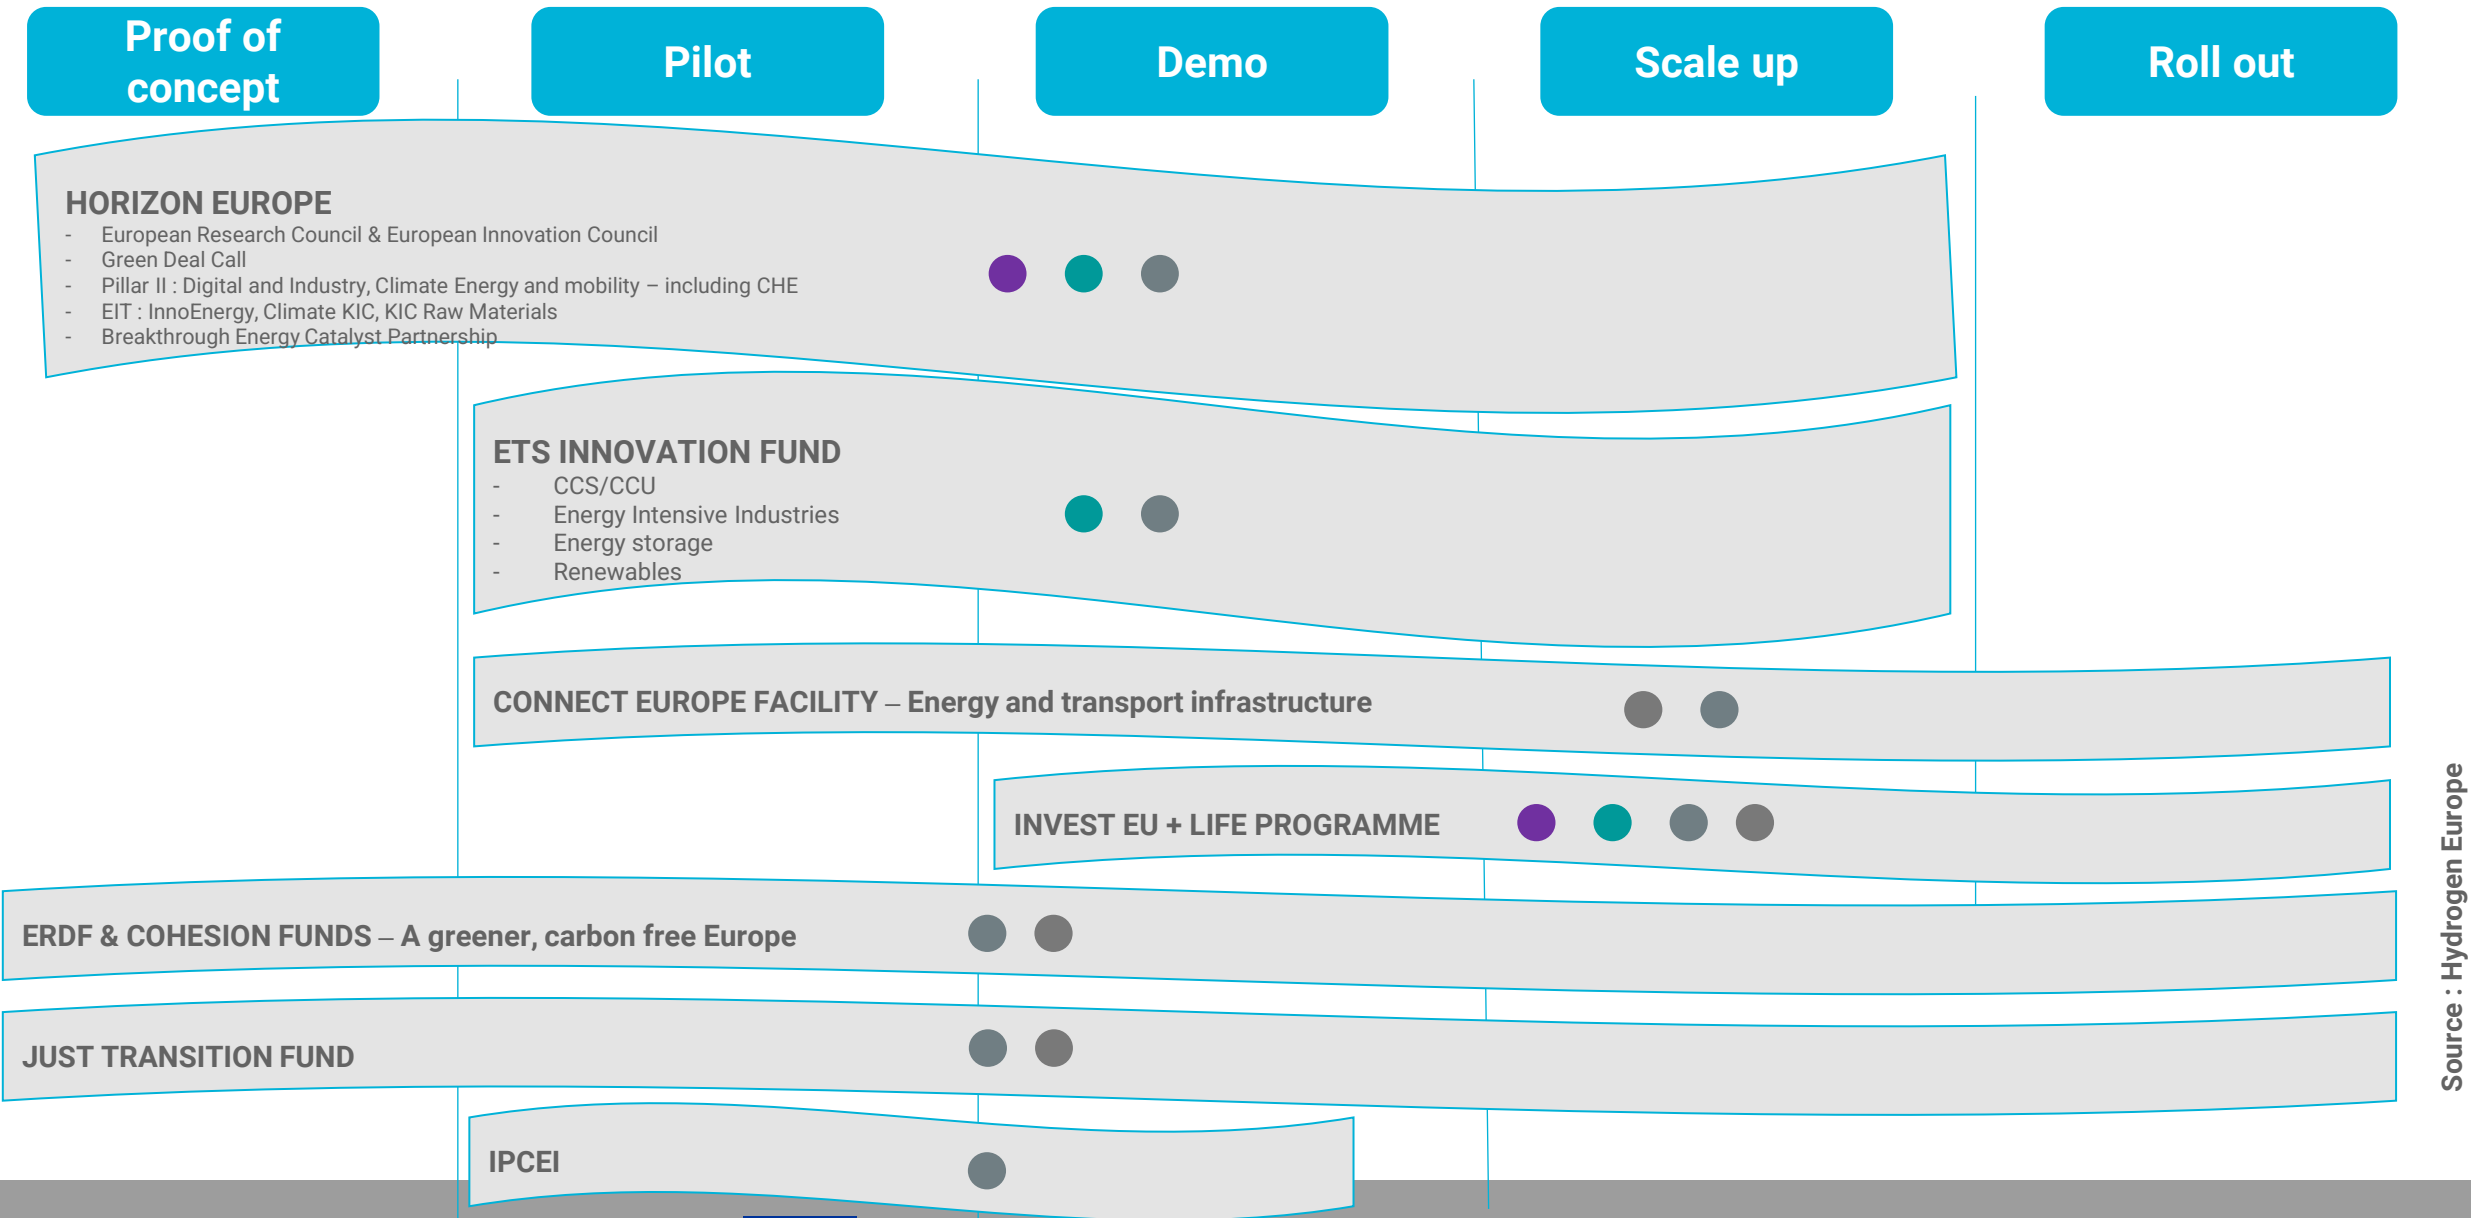 Proof of
concept
Pilot
Demo
Scale up
Roll out
HORIZON EUROPE
- European Research Council & European Innovation Council
- Green Deal Call
- Pillar II : Digital and Industry, Climate Energy and mobility – including CHE
- EIT : InnoEnergy, Climate KIC, KIC Raw Materials
- Breakthrough Energy Catalyst Partnership
ETS INNOVATION FUND
- CCS/CCU
- Energy Intensive Industries
- Energy storage
- Renewables
CONNECT EUROPE FACILITY – Energy and transport infrastructure
INVEST EU + LIFE PROGRAMME
ERDF & COHESION FUNDS – A greener, carbon free Europe
JUST TRANSITION FUND
IPCEI
Source : Hydrogen Europe